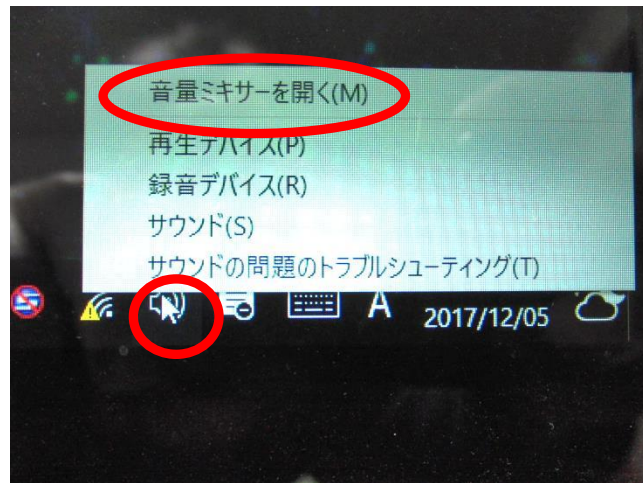 音量ミキサーを開く(M)
再生デバイス(P)
録音デバイス(R)
サウンド(S)
サウンドの問題のトラブルシューティング(T)
A
2017/12/05